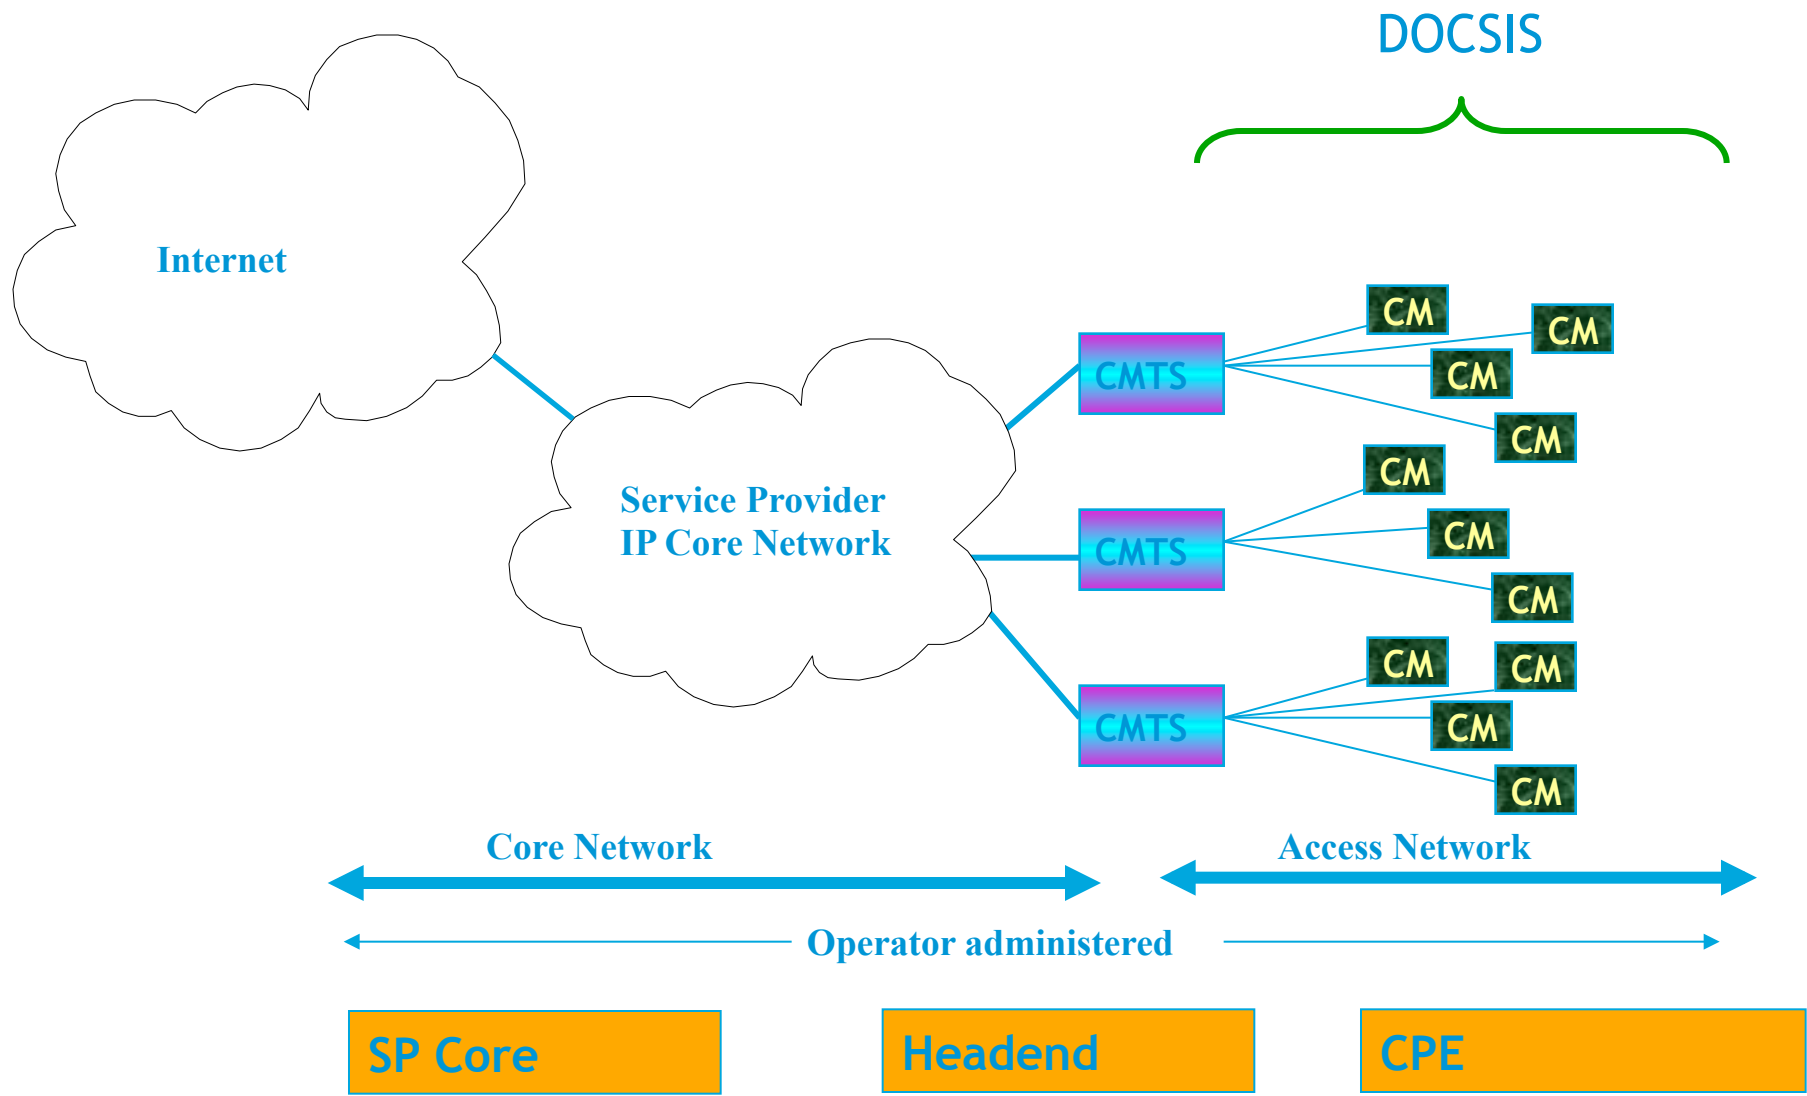 DOCSIS
Internet
CM
CM
CMTS
CM
CM
CM
Service Provider
IP Core Network
CM
CMTS
CM
CM
CM
CMTS
CM
CM
Core Network
Access Network
Operator administered
SP Core
Headend
CPE